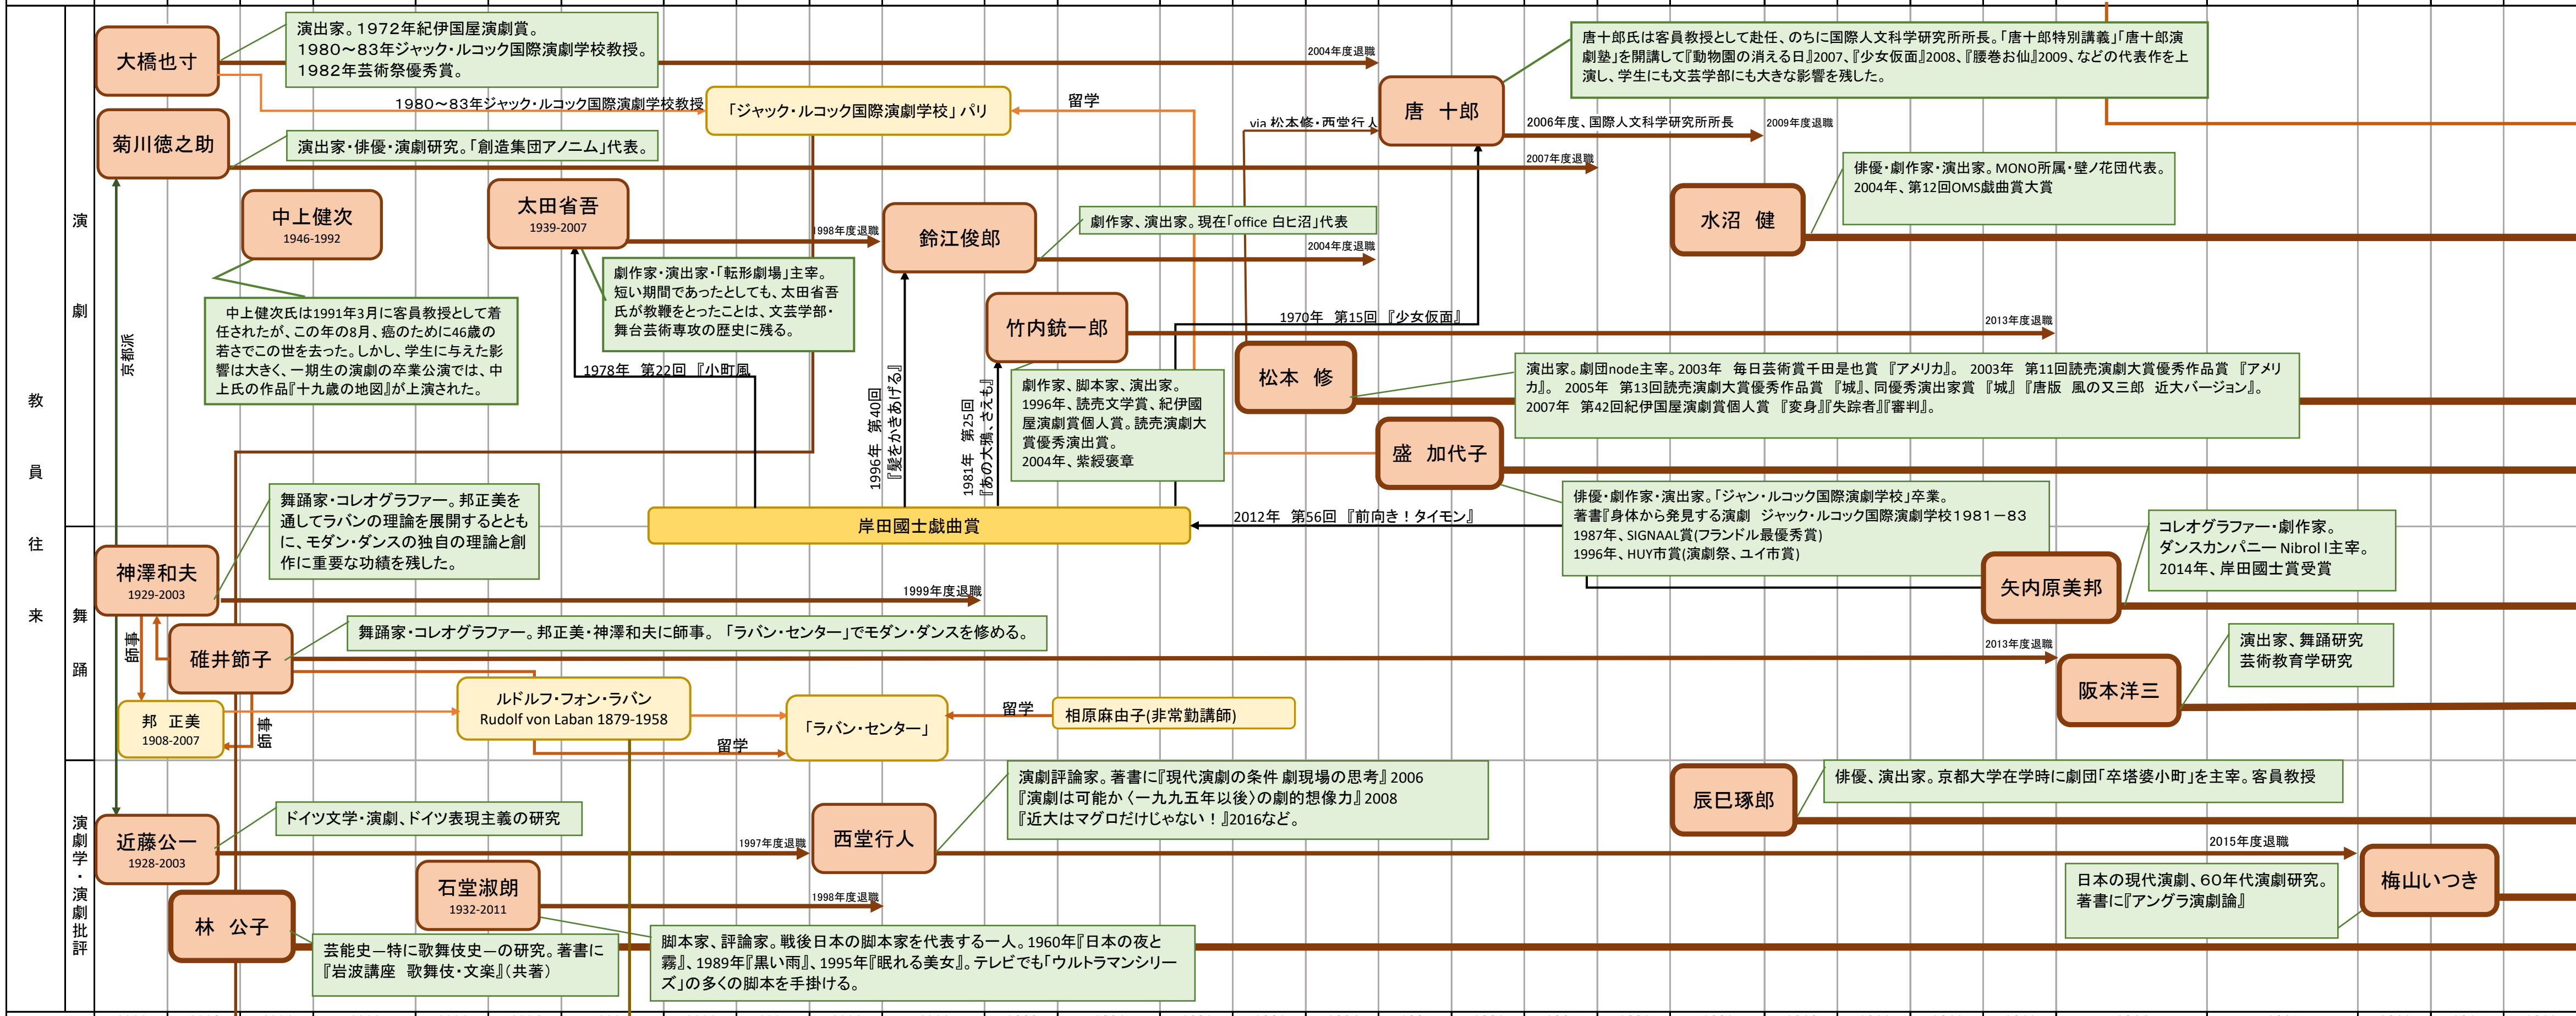 教員往来
演劇
大橋也寸
演出家。1972年紀伊国屋演劇賞。
1980～83年ジャック・ルコック国際演劇学校教授。
1982年芸術祭優秀賞。
2004年度退職
1980～83年ジャック・ルコック国際演劇学校教授
「ジャック・ルコック国際演劇学校」 パリ
留学
唐　十郎
唐十郎氏は客員教授として赴任、のちに国際人文科学研究所所長。「唐十郎特別講義」「唐十郎演
劇塾」を開講して『動物園の消える日』2007、『少女仮面』2008、『腰巻お仙』2009、などの代表作を上
演し、学生にも文芸学部にも大きな影響を残した。
via 松本修・西堂行人
2006年度、国際人文科学研究所所長
2009年度退職
菊川徳之助
演出家・俳優・演劇研究。「創造集団アノニム」代表。
2007年度退職
水沼　健
俳優・劇作家・演出家。MONO所属・壁ノ花団代表。
2004年、第12回OMS戯曲賞大賞
中上健次
1946-1992
中上健次氏は1991年3月に客員教授として着
任されたが、この年の8月、癌のために46歳の
若さでこの世を去った。しかし、学生に与えた影
響は大きく、一期生の演劇の卒業公演では、中
上氏の作品『十九歳の地図』が上演された。
太田省吾
1939-2007
1998年度退職
劇作家・演出家・「転形劇場」主宰。
短い期間であったとしても、太田省吾
氏が教鞭をとったことは、文芸学部・
舞台芸術専攻の歴史に残る。
鈴江俊郎
劇作家、演出家。現在「office 白ヒ沼」代表
2004年度退職
京都派
竹内銃一郎
2013年度退職
劇作家、脚本家、演出家。
1996年、読売文学賞、紀伊國
屋演劇賞個人賞。読売演劇大
賞優秀演出賞。
2004年、紫綬褒章
1970年　第15回　『少女仮面』
1978年　第22回　『小町風
1996年　第40回
『髪をかきあげる』
1981年　第25回
『あの大鴉、さえも』
松本　修
演出家。劇団node主宰。2003年　毎日芸術賞千田是也賞　『アメリカ』。　2003年　第11回読売演劇大賞優秀作品賞　『アメリ
カ』。　2005年　第13回読売演劇大賞優秀作品賞　『城』、同優秀演出家賞　『城』　『唐版　風の又三郎　近大バージョン』。
2007年　第42回紀伊国屋演劇賞個人賞　『変身』『失踪者』『審判』。
盛　加代子
俳優・劇作家・演出家。「ジャン・ルコック国際演劇学校」卒業。
著書『身体から発見する演劇　ジャック・ルコック国際演劇学校1981－83
1987年、SIGNAAL賞(フランドル最優秀賞)
1996年、HUY市賞(演劇祭、ユイ市賞)
岸田國士戯曲賞
2012年　第56回　『前向き！タイモン』
舞踊
神澤和夫
1929-2003
舞踊家・コレオグラファー。邦正美を
通してラバンの理論を展開するととも
に、モダン・ダンスの独自の理論と創
作に重要な功績を残した。
1999年度退職
矢内原美邦
コレオグラファー・劇作家。
ダンスカンパニー Nibrol l主宰。
2014年、岸田國士賞受賞
師事
碓井節子
舞踊家・コレオグラファー。邦正美・神澤和夫に師事。　「ラバン・センター」でモダン・ダンスを修める。
2013年度退職
阪本洋三
演出家、舞踊研究
芸術教育学研究
邦　正美
1908-2007
師事
ルドルフ・フォン・ラバン
Rudolf von Laban 1879-1958
留学
「ラバン・センター」
留学
相原麻由子(非常勤講師)
演劇学・演劇批評
近藤公一
1928-2003
ドイツ文学・演劇、ドイツ表現主義の研究
1997年度退職
西堂行人
演劇評論家。著書に『現代演劇の条件 劇現場の思考』 2006
『演劇は可能か 〈一九九五年以後〉の劇的想像力』 2008
『近大はマグロだけじゃない！』2016など。
2015年度退職
辰巳琢郎
俳優、演出家。京都大学在学時に劇団「卒塔婆小町」を主宰。客員教授
梅山いつき
日本の現代演劇、６０年代演劇研究。
著書に『アングラ演劇論』
石堂淑朗
1932-2011
1998年度退職
脚本家、評論家。戦後日本の脚本家を代表する一人。1960年『日本の夜と
霧』、1989年『黒い雨』、1995年『眠れる美女』。テレビでも「ウルトラマンシリー
ズ」の多くの脚本を手掛ける。
林　公子
芸能史―特に歌舞伎史―の研究。著書に
『岩波講座　歌舞伎・文楽』（共著）